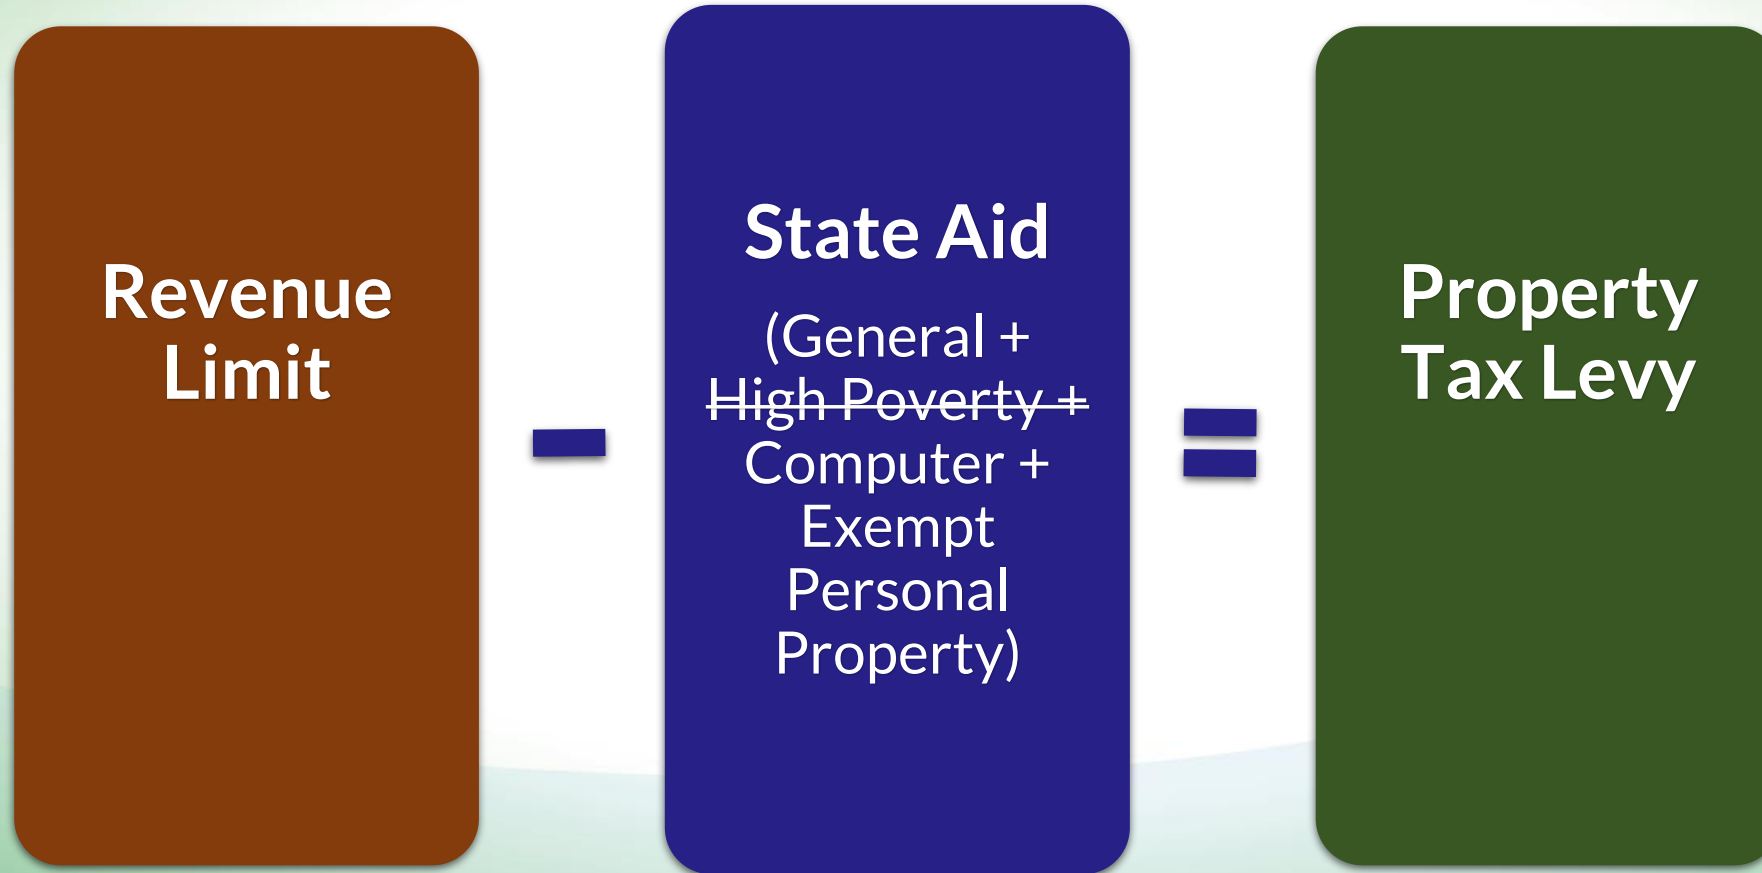 Revenue
Limit
-
State Aid
(General +
High Poverty +
Computer +
Exempt
Personal
Property)
=
Property
Tax Levy